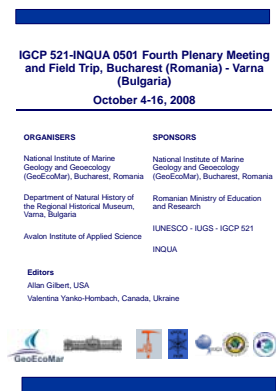 IGCP 521-INQUA 0501 Fourth Plenary Meeting
and Field Trip, Bucharest (Romania) - Varna
(Bulgaria)
October 4-16, 2008
ORGANISERS
National Institute of Marine
Geology and Geoecology
(GeoEcoMar), Bucharest, Romania
Department of Natural History of
the Regional Historical Museum,
Varna, Bulgaria
Avalon Institute of Applied Science
SPONSORS
National Institute of Marine
Geology and Geoecology
(GeoEcoMar), Bucharest, Romania
Romanian Ministry of Education
and Research
IUNESCO - IUGS - IGCP 521
INQUA
Editors
Allan Gilbert, USA
Valentina Yanko-Hombach, Canada, Ukraine
GeoEcoMar